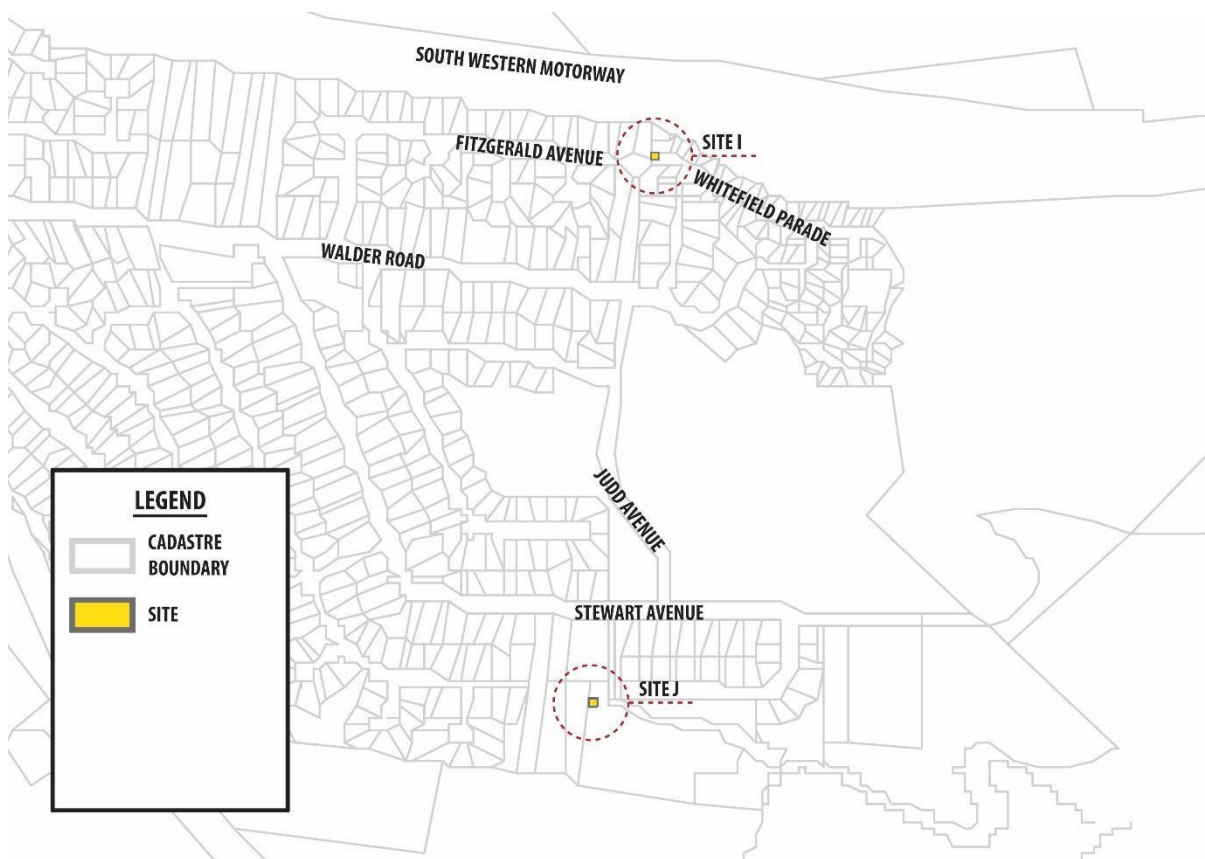 SOUTH WESTERN MOTORWAY
SITE I
FITZGERALD AVENUE
WHITEFIELD PARADE
WALDER ROAD
JUDD AVENUE
STEWART AVENUE
SITE J
LEGEND
CADASTRE
BOUNDARY
SITE